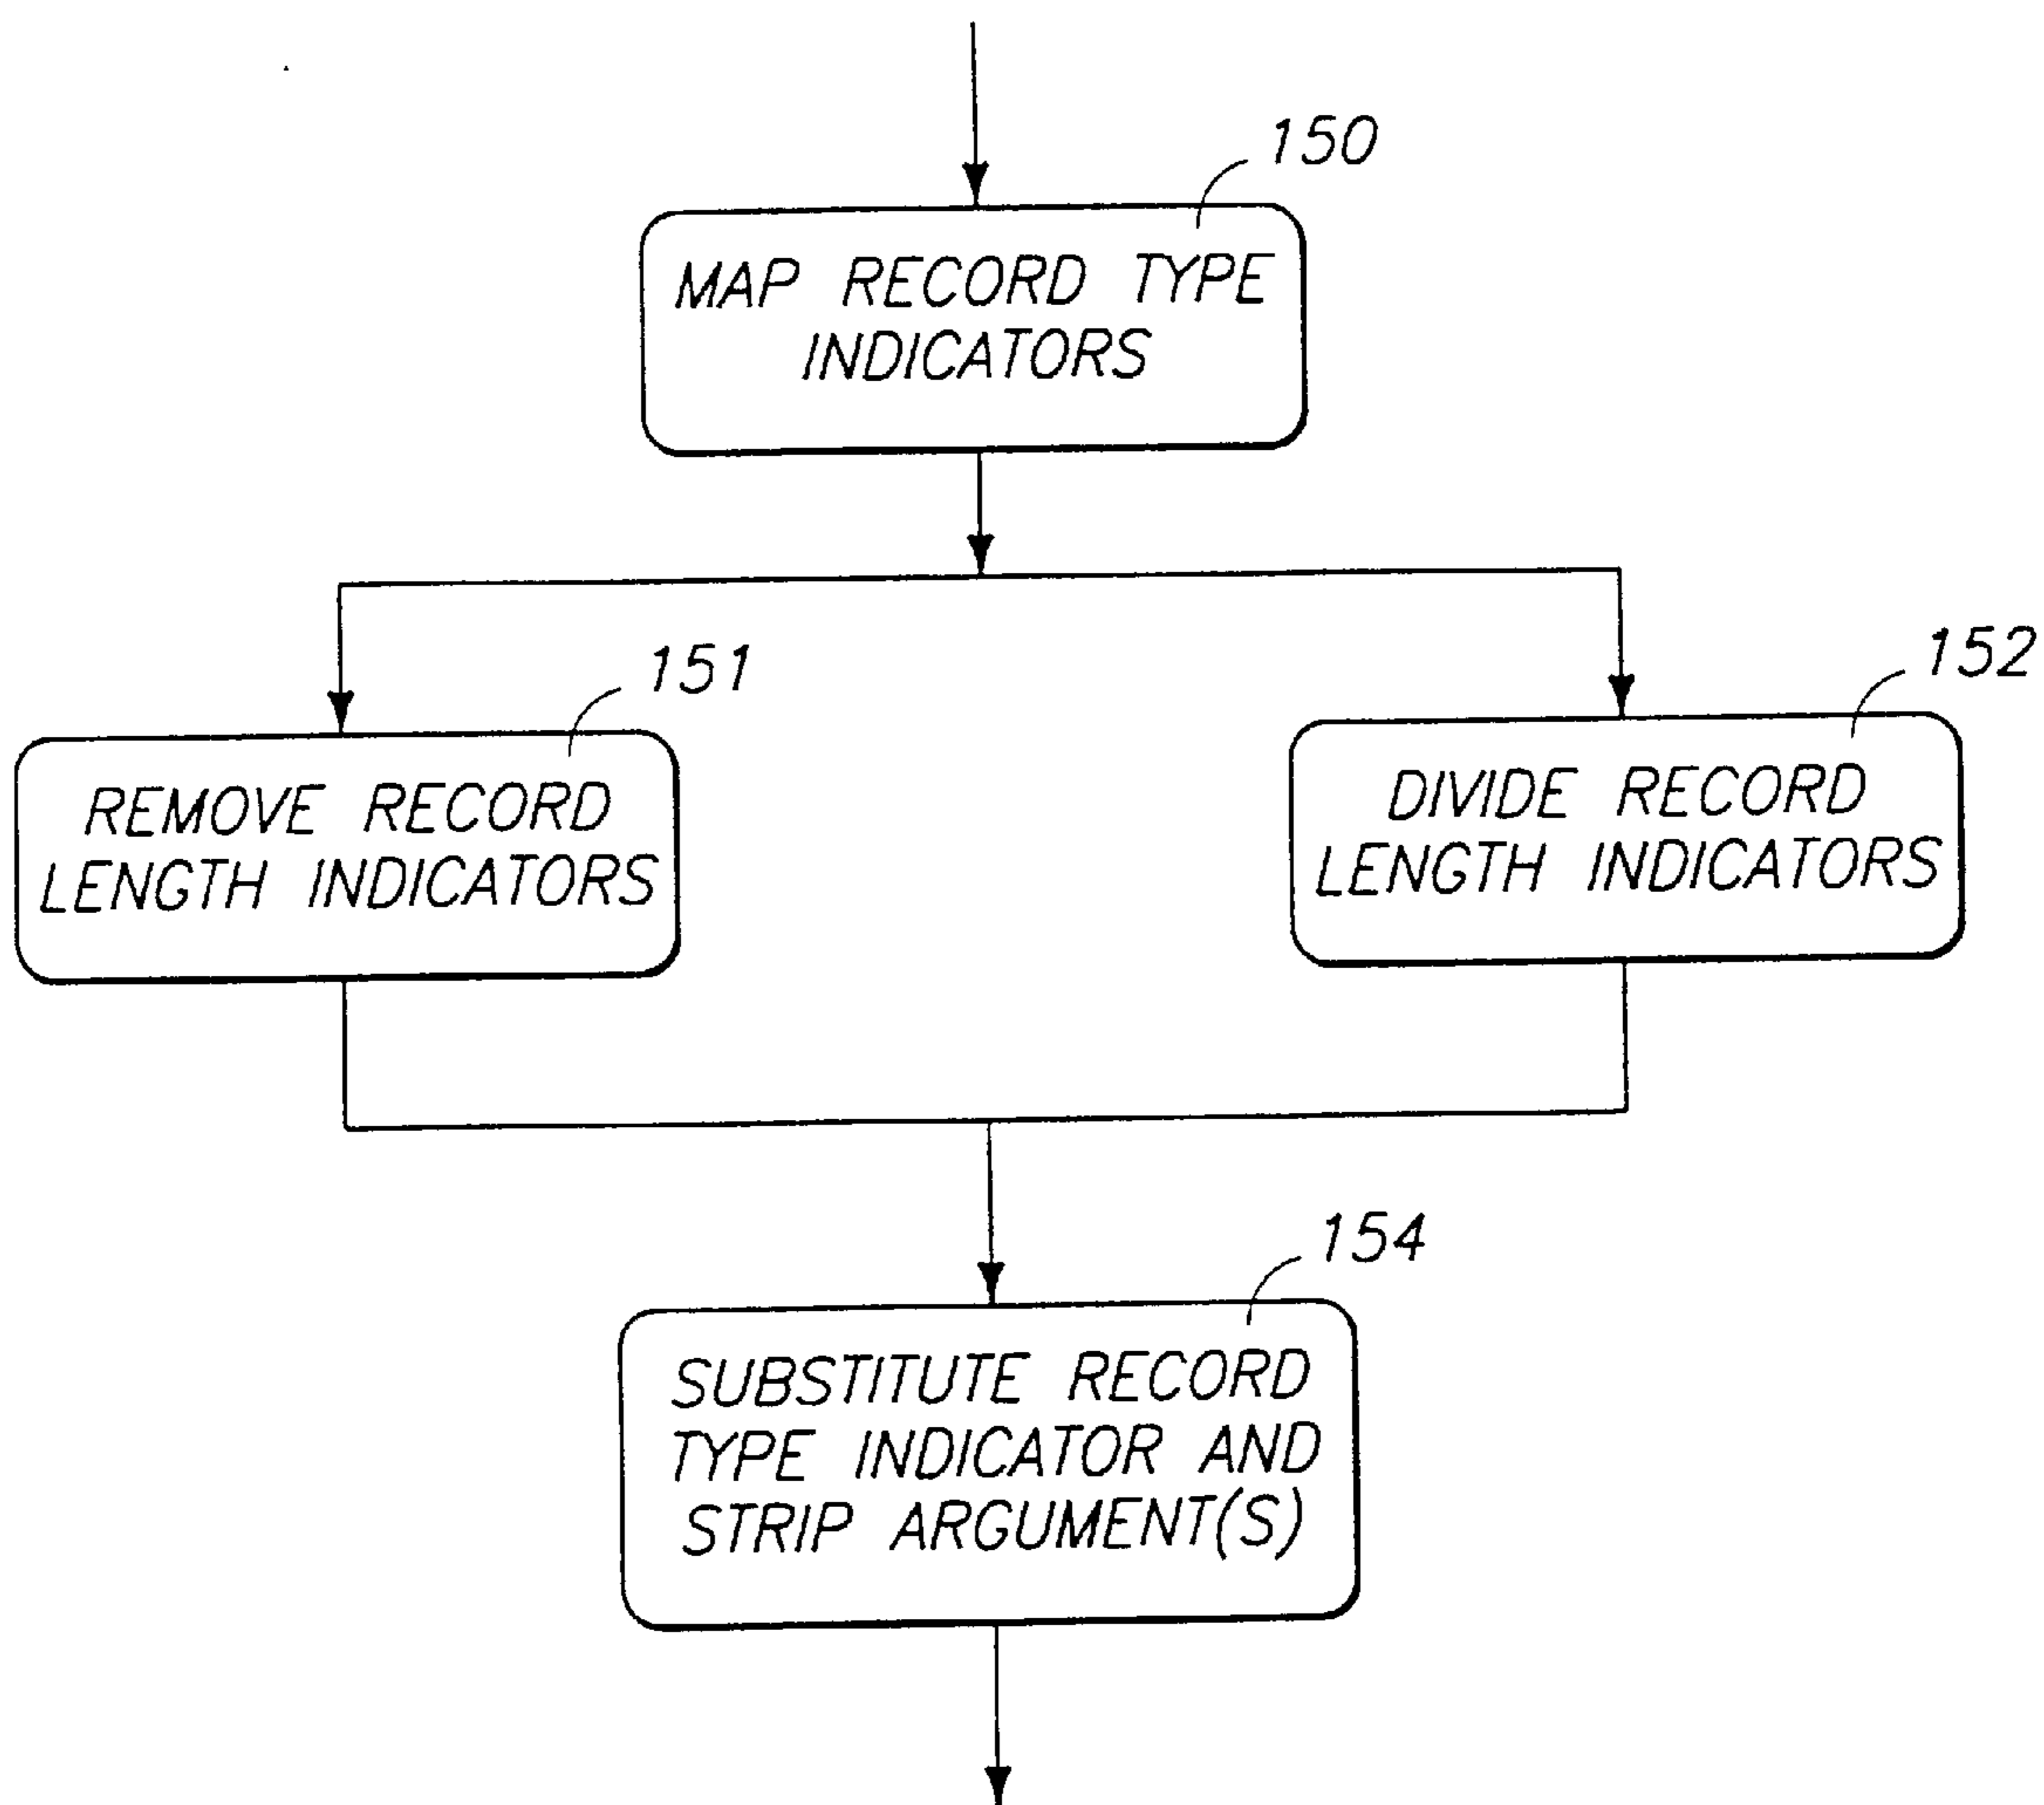 150
MAP RECORD TYPE
INDICATORS
151
REMOVE RECORD
LENGTH INDICATORS
152
DIVIDE RECORD
LENGTH INDICATORS
154
SUBSTITUTE RECORD
TYPE INDICATOR AND
STRIP ARGUMENT(S)